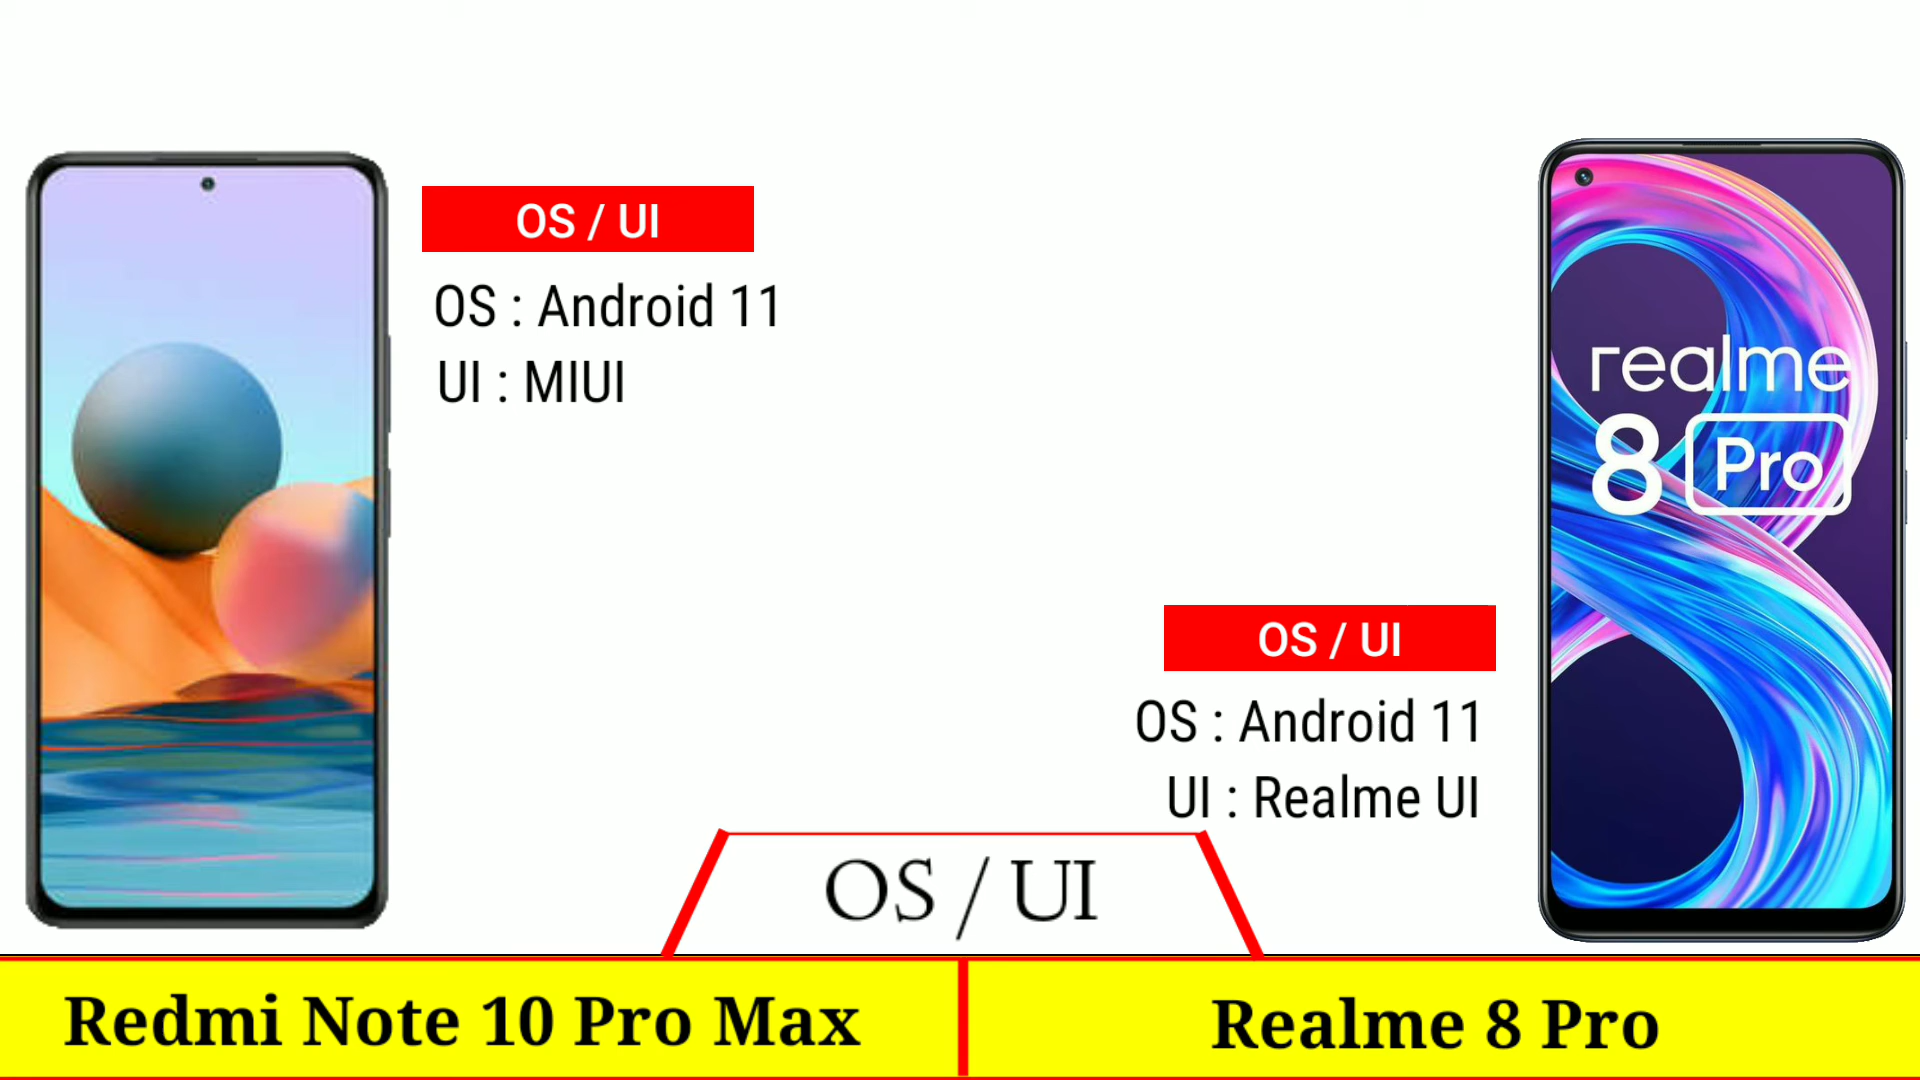 OS / UI
OS : Android 11
UI : MIUI
realme
8 Pro
OS / UI
OS : Android 11
UI : Realme UI
OS / UI
Redmi Note 10 Pro Max
Realme 8 Pro